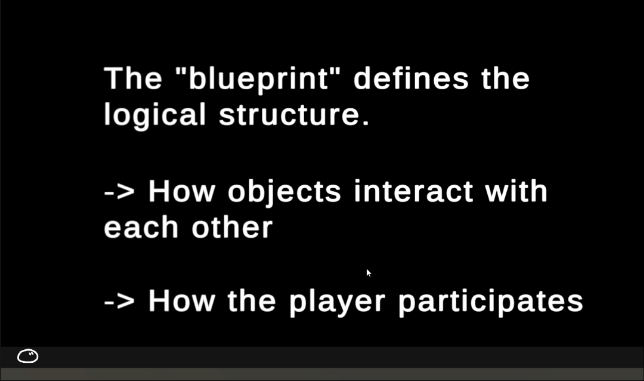 The "blueprint" defines the
logical structure.
-> How objects interact with
each other
-> How the player participates